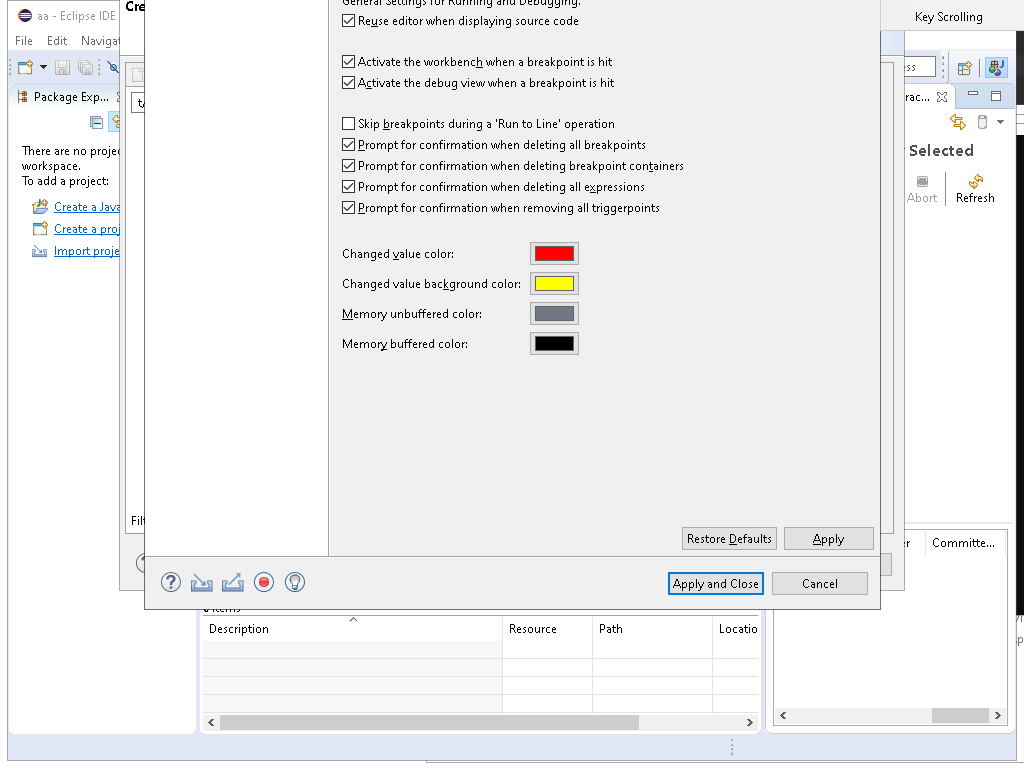 aa - Eclipse IDE
Cre
General Settings for Running and Debugging.
Key Scrolling
File Edit Navigat
Reuse editor when displaying source code
Activate the workbench when a breakpoint is hit
ss
Activate the debug view when a breakpoint is hit
Package Exp...
rac...
t/
Skip breakpoints during a 'Run to Line' operation
There are no projec
workspace.
To add a project:
Prompt for confirmation when deleting all breakpoints
Selected
Prompt for confirmation when deleting breakpoint containers
Prompt for confirmation when deleting all expressions
Abort
Refresh
Create a Java
Prompt for confirmation when removing all triggerpoints
Create a proj
Import proje
Changed value color:
Changed value background color:
Memory unbuffered color:
Memory buffered color:
Filt
Restore Defaults
Apply
er
Committe...
Apply and Close
Cancel
Description
Resource
Path
Locatio